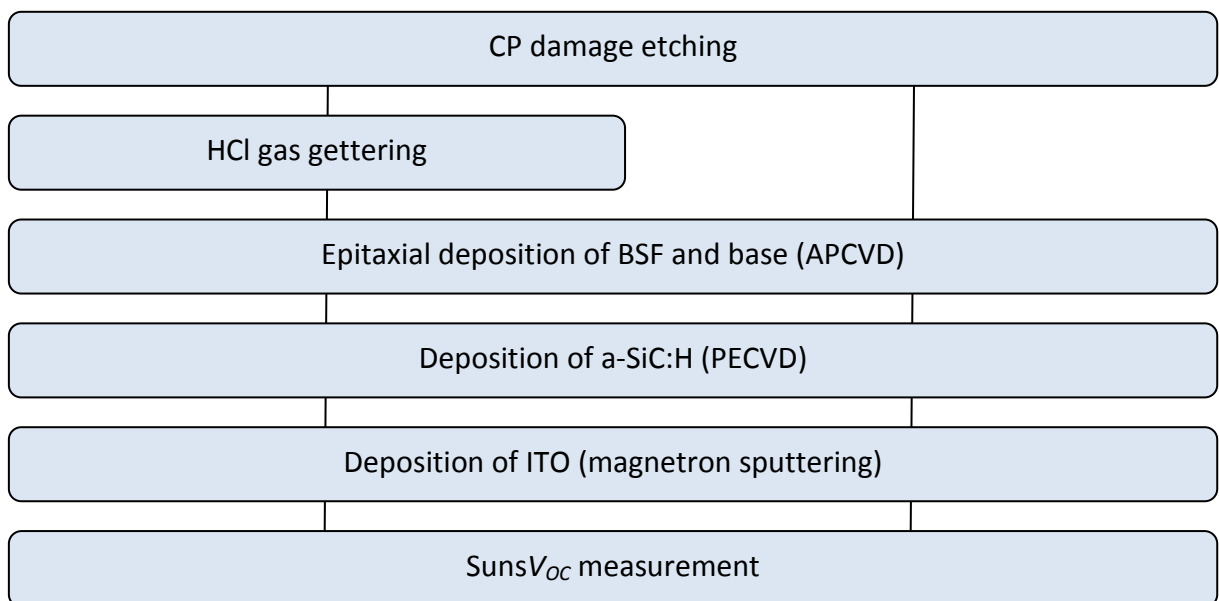 CP damage etching
HCl gas gettering
Epitaxial deposition of BSF and base (APCVD)
Deposition of a-SiC:H (PECVD)
Deposition of ITO (magnetron sputtering)
SunsVOC measurement